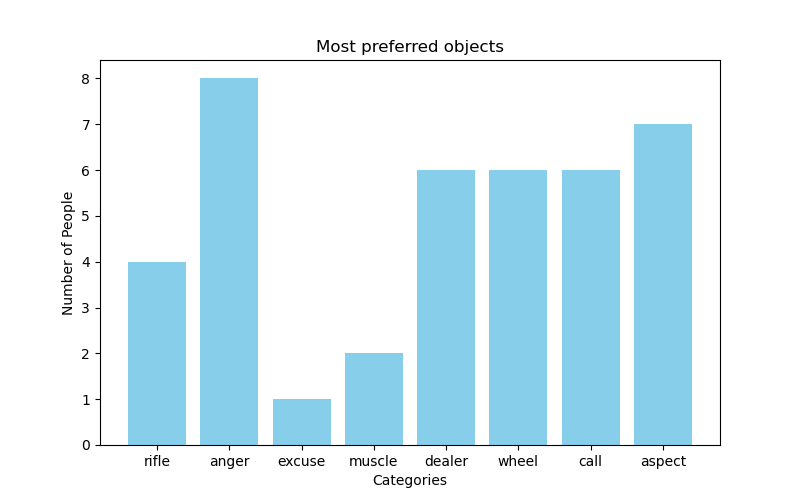 Most preferred objects
8
7
6
5
4
3
2
1
0
Number of People
rifle anger excuse muscle dealer wheel call aspect
Categories